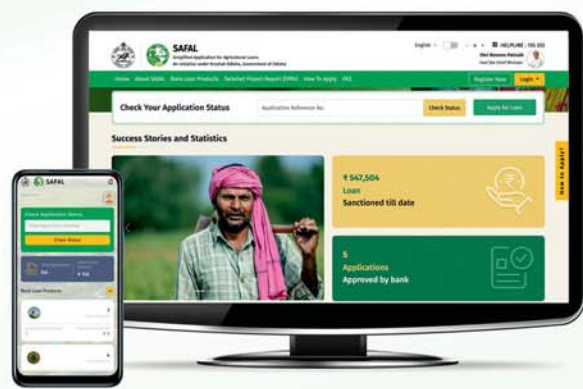 SAFAL
Simplified Application for Agricultural Loans
An initiative under Krushak Odisha, Government of Odisha
English
A
HELPLINE : 155 333
Shri Naveen Patnaik
Hon'ble Chief Minister
Home About SAFAL Bank Loan Products Detailed Project Report (DPRs) How To Apply FAQ
Register Now
Login
Check Your Application Status
Application Reference No.
Check Status
Apply for Loan
Success Stories and Statistics
₹ 547,504
Loan
Sanctioned till date
5
Applications
Approved by bank
How to Apply?
SAFAL
Check Application Status
Check Status
Bank Loan Products